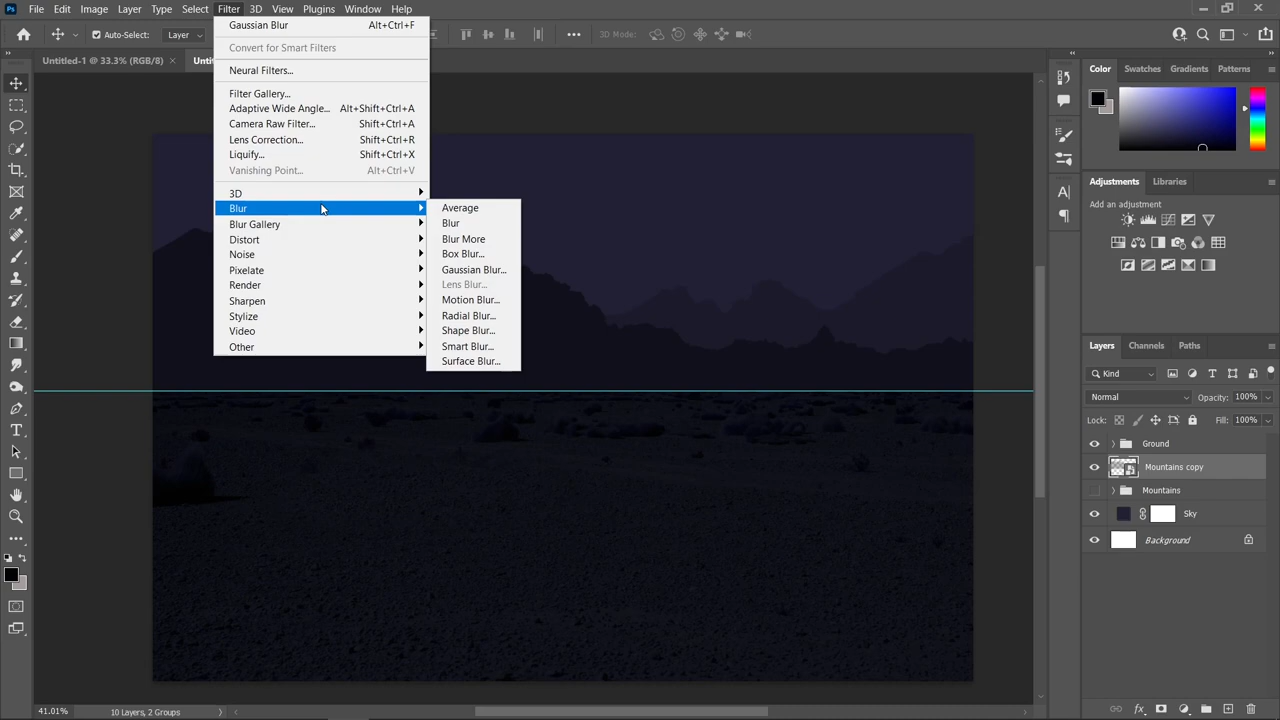 Ps File Edit Image Layer Type Select Filter 3D View Plugins Window Help
Auto-Select: Layer
3D Mode:
Untitled-1 @ 33.3% (RGB/8) ×
Gaussian Blur Alt+Ctrl+F
Convert for Smart Filters
Neural Filters...
Filter Gallery...
Adaptive Wide Angle... Alt+Shift+Ctrl+A
Camera Raw Filter... Shift+Ctrl+A
Lens Correction... Shift+Ctrl+R
Liquify... Shift+Ctrl+X
Vanishing Point... Alt+Ctrl+V
3D
Blur
Blur Gallery
Distort
Noise
Pixelate
Render
Sharpen
Stylize
Video
Other
Average
Blur
Blur More
Box Blur...
Gaussian Blur...
Lens Blur...
Motion Blur...
Radial Blur...
Shape Blur...
Smart Blur...
Surface Blur...
Color Swatches Gradients Patterns
Adjustments Libraries
Add an adjustment
Layers Channels Paths
Kind
Normal Opacity: 100%
Lock: Fill: 100%
Ground
Mountains copy
Mountains
Sky
Background
41.01% 10 Layers, 2 Groups